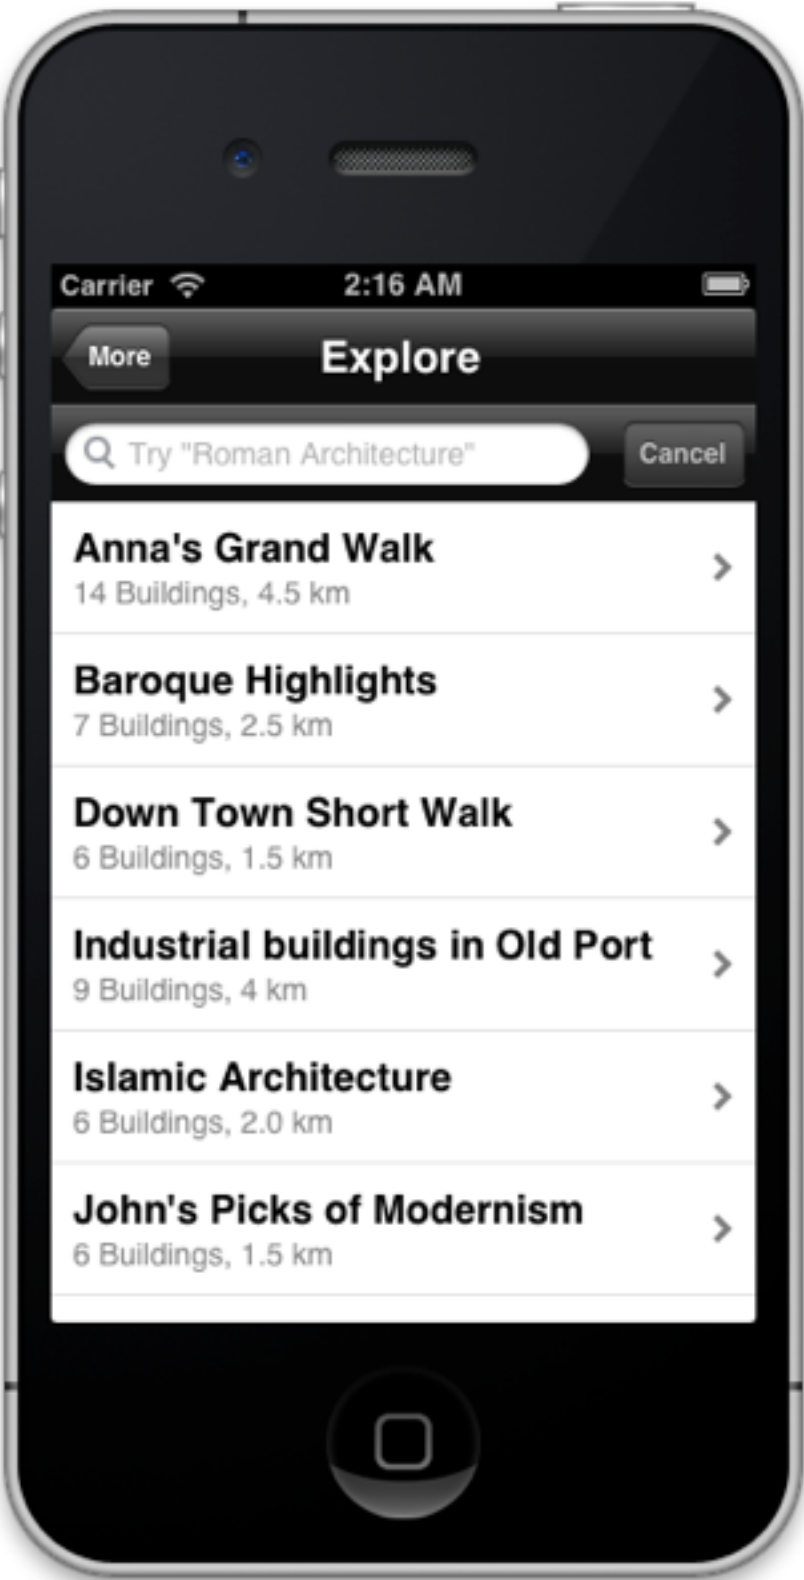 Carrier 2:16 AM
More Explore
Try "Roman Architecture" Cancel
Anna's Grand Walk
14 Buildings, 4.5 km
Baroque Highlights
7 Buildings, 2.5 km
Down Town Short Walk
6 Buildings, 1.5 km
Industrial buildings in Old Port
9 Buildings, 4 km
Islamic Architecture
6 Buildings, 2.0 km
John's Picks of Modernism
6 Buildings, 1.5 km